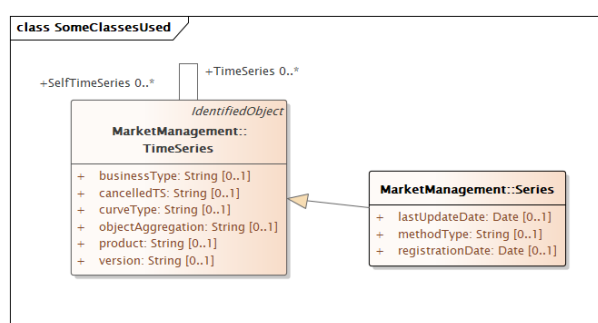 class SomeClassesUsed
+TimeSeries 0..*
+SelfTimeSeries 0..*
IdentifiedObject
MarketManagement::
TimeSeries
+ businessType: String [0..1]
+ cancelledTS: String [0..1]
+ curveType: String [0..1]
+ objectAggregation: String [0..1]
+ product: String [0..1]
+ version: String [0..1]
MarketManagement::Series
+ lastUpdateDate: Date [0..1]
+ methodType: String [0..1]
+ registrationDate: Date [0..1]